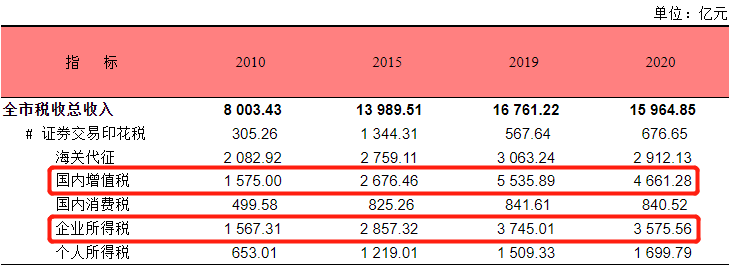 单位：亿元
指 标 2010 2015 2019 2020
全市税收总收入 8 003.43 13 989.51 16 761.22 15 964.85
# 证券交易印花税 305.26 1 344.31 567.64 676.65
海关代征 2 082.92 2 759.11 3 063.24 2 912.13
国内增值税 1 575.00 2 676.46 5 535.89 4 661.28
国内消费税 499.58 825.26 841.61 840.52
企业所得税 1 567.31 2 857.32 3 745.01 3 575.56
个人所得税 653.01 1 219.01 1 509.33 1 699.79